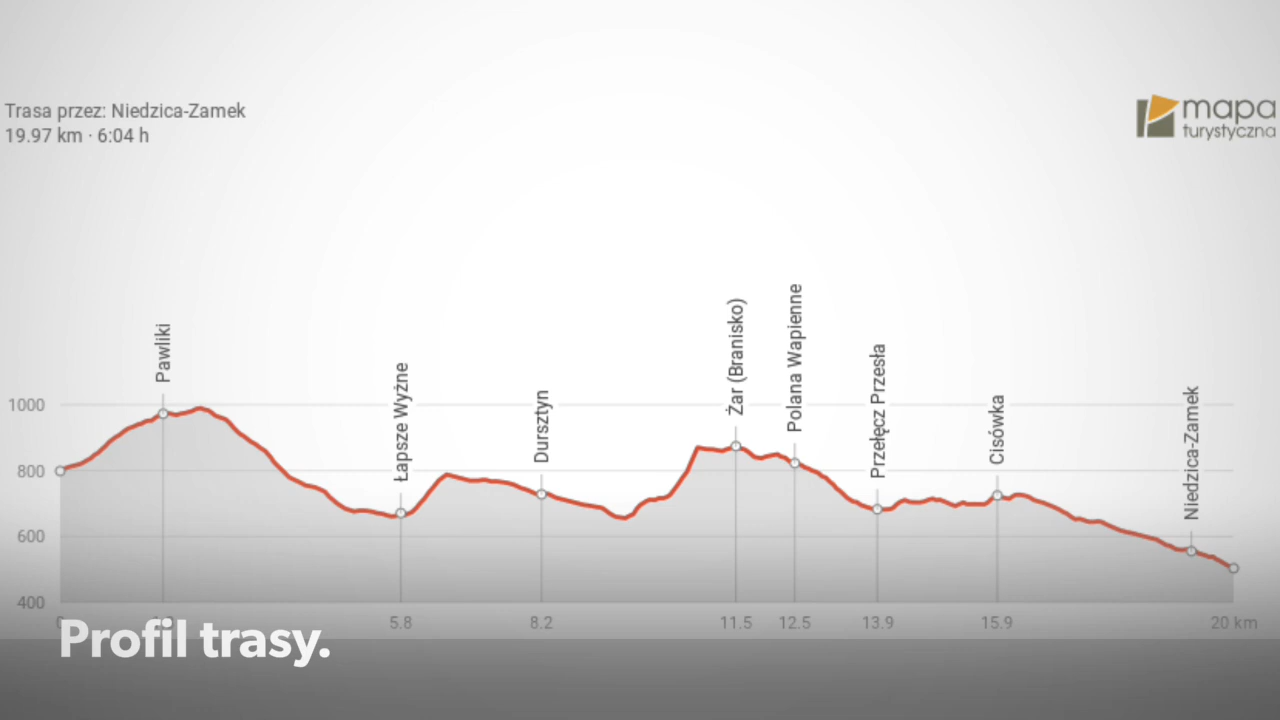 Trasa przez: Niedzica-Zamek
19.97 km · 6:04 h
mapa
turystyczna
Pawliki
Łapsze Wyżne
Dursztyn
Żar (Branisko)
Polana Wapienne
Przełęcz Przesła
Cisówka
Niedzica-Zamek
1000
800
600
400
5.8
8.2
11.5
12.5
13.9
15.9
20 km
Profil trasy.